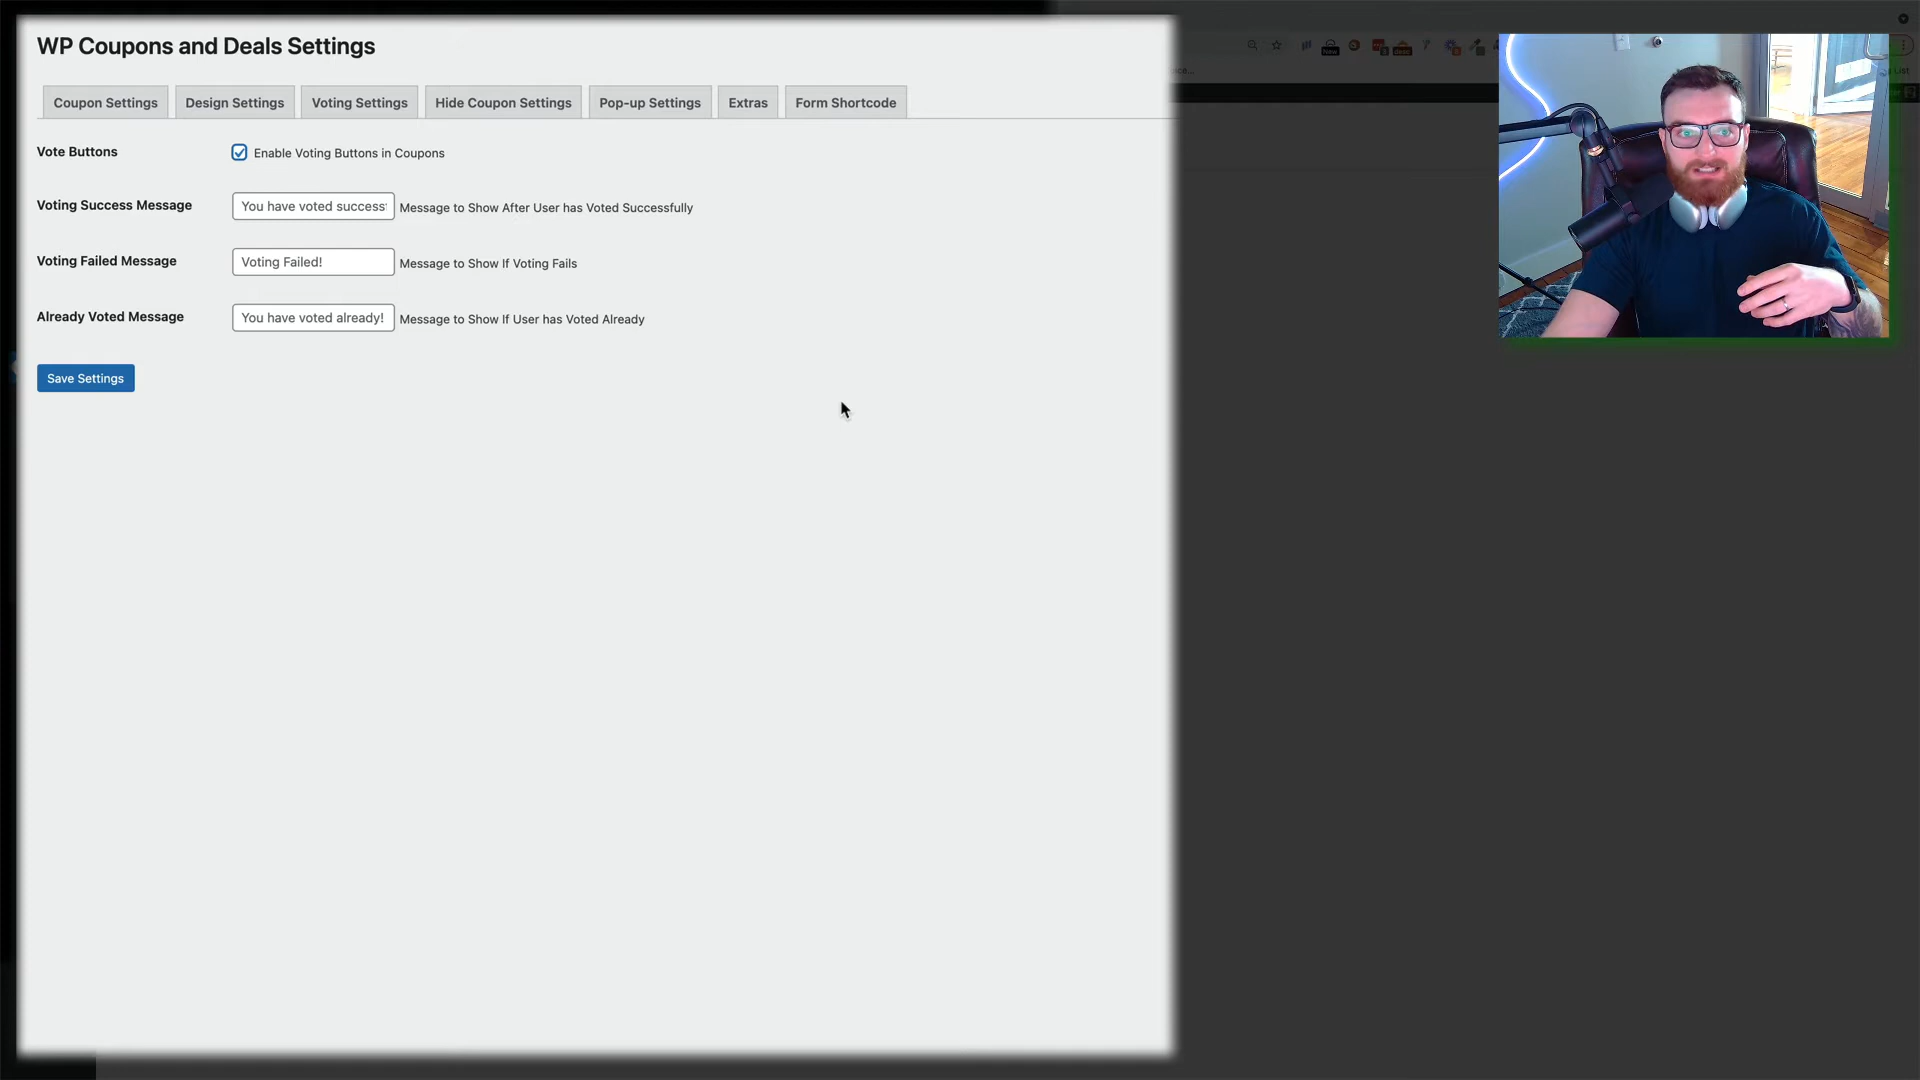 WP Coupons and Deals Settings
Coupon Settings Design Settings Voting Settings Hide Coupon Settings Pop-up Settings Extras Form Shortcode
Vote Buttons Enable Voting Buttons in Coupons
Voting Success Message You have voted success Message to Show After User has Voted Successfully
Voting Failed Message Voting Failed! Message to Show If Voting Fails
Already Voted Message You have voted already! Message to Show If User has Voted Already
Save Settings